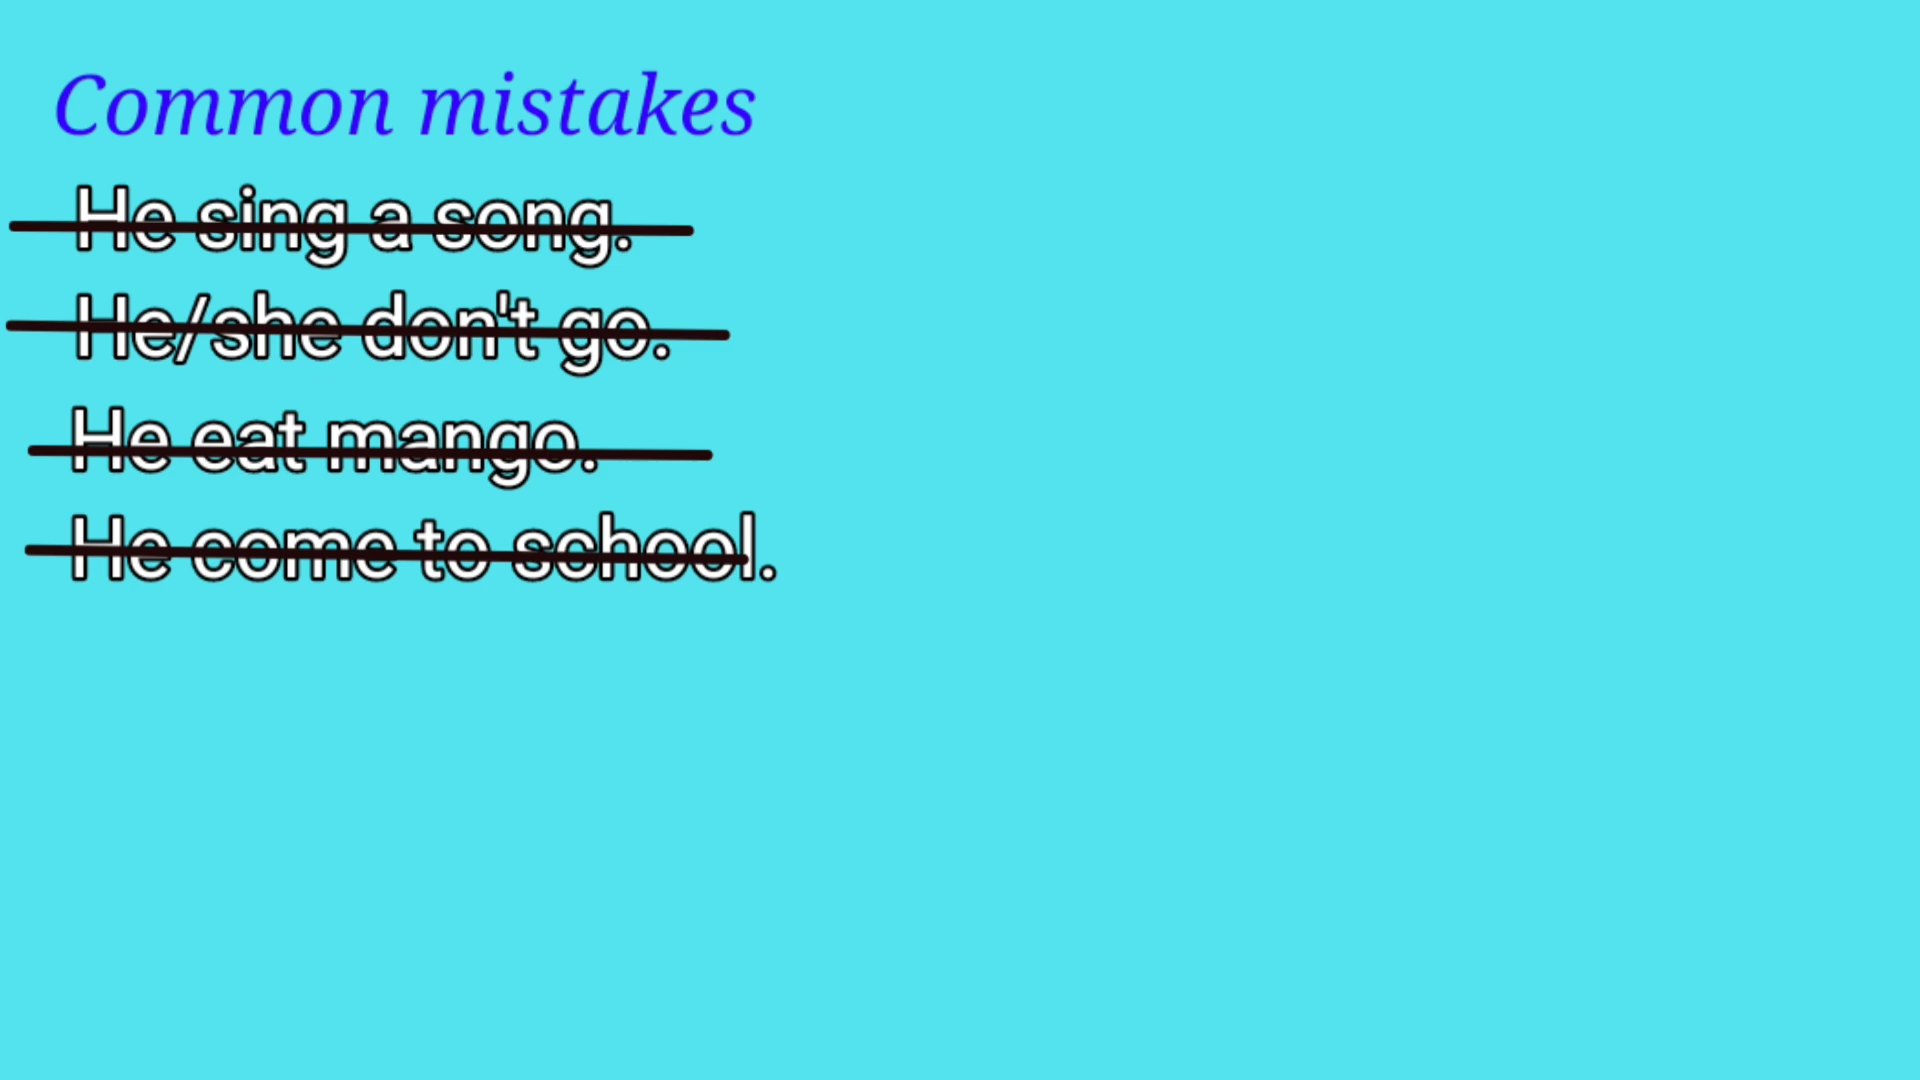 Common mistakes
He sing a song.
He/she don't go.
He eat mango.
He come to school.